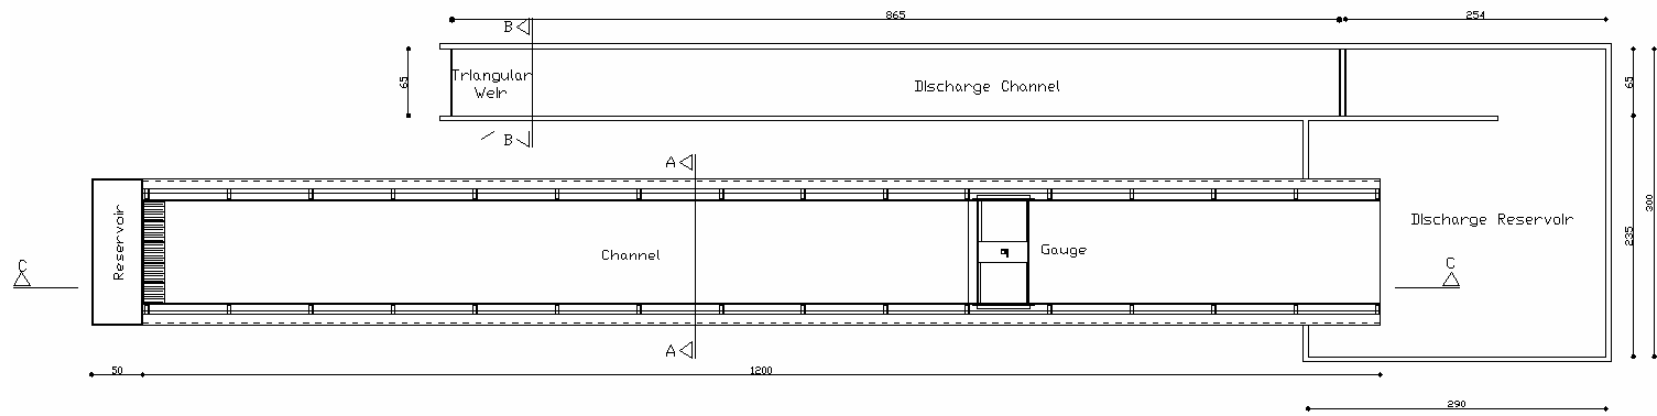 865
254
B
Triangular
Weir
65
Discharge Channel
65
B
A
Reservoir
Discharge Reservoir
300
235
Channel
Gauge
C
C
A
50
1200
290